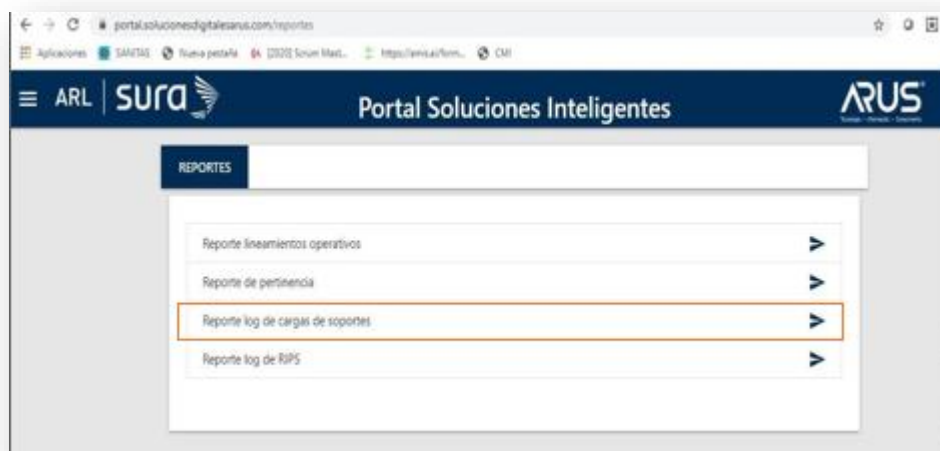 portal.solucionesdigitalesarus.com/reportes
Aplicaciones SANITAS Nueva pestaña [2020] Scrum Mast... CMI
ARL sura Portal Soluciones Inteligentes ARUS
REPORTES
Reporte lineamientos operativos
Reporte de pertinencia
Reporte log de cargas de soportes
Reporte log de RIPS